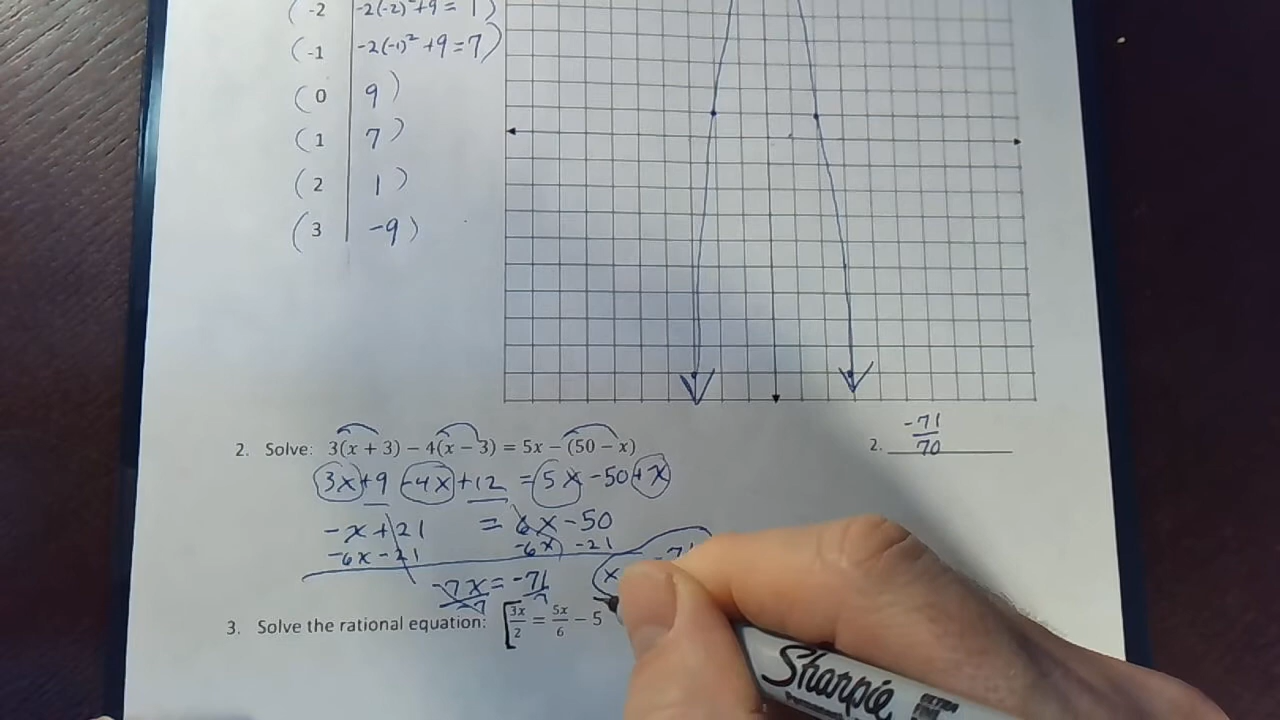 ( -2 | -2(-2)²+9 = 1 )
( -1 | -2(-1)² + 9 = 7 )
( 0 | 9 )
( 1 | 7 )
( 2 | 1 )
( 3 | -9 )
2. Solve: 3(x + 3) − 4(x − 3) = 5x − (50 − x)
2. -71/70
3x+9 -4x+12 = 5x -50+x
-x+21 = 6x-50
-6x-21 -6x -21
-7x = -71 x -71
-7 -7
3. Solve the rational equation: [3x/2 = 5x/6 − 5
Sharpie